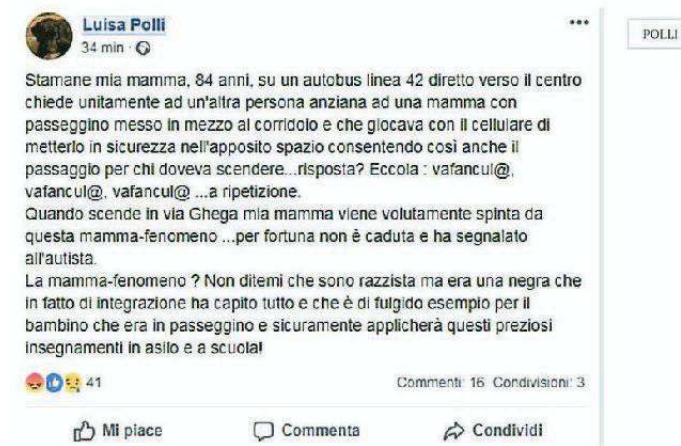 Luisa Polli
34 min
POLLI
Stamane mia mamma, 84 anni, su un autobus linea 42 diretto verso il centro
chiede unitamente ad un'altra persona anziana ad una mamma con
passeggino messo in mezzo al corridoio e che giocava con il cellulare di
metterlo in sicurezza nell'apposito spazio consentendo così anche il
passaggio per chi doveva scendere...risposta? Eccola : vafancul@,
vafancul@, vafancul@ ...a ripetizione.
Quando scende in via Ghega mia mamma viene volutamente spinta da
questa mamma-fenomeno ...per fortuna non è caduta e ha segnalato
all'autista.
La mamma-fenomeno ? Non ditemi che sono razzista ma era una negra che
in fatto di integrazione ha capito tutto e che è di fulgido esempio per il
bambino che era in passeggino e sicuramente applicherà questi preziosi
insegnamenti in asilo e a scuola!
41 Commenti: 16 Condivisioni: 3
Mi piace Commenta Condividi